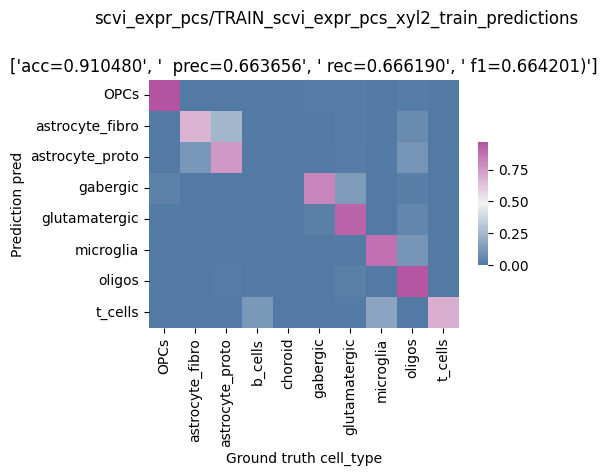 scvi_expr_pcs/TRAIN_scvi_expr_pcs_xyl2_train_predictions
['acc=0.910480', '  prec=0.663656', ' rec=0.666190', ' f1=0.664201)']
OPCs
astrocyte_fibro
astrocyte_proto
gabergic
glutamatergic
microglia
oligos
t_cells
Prediction pred
0.75
0.50
0.25
0.00
OPCs
astrocyte_fibro
astrocyte_proto
b_cells
choroid
gabergic
glutamatergic
microglia
oligos
t_cells
Ground truth cell_type